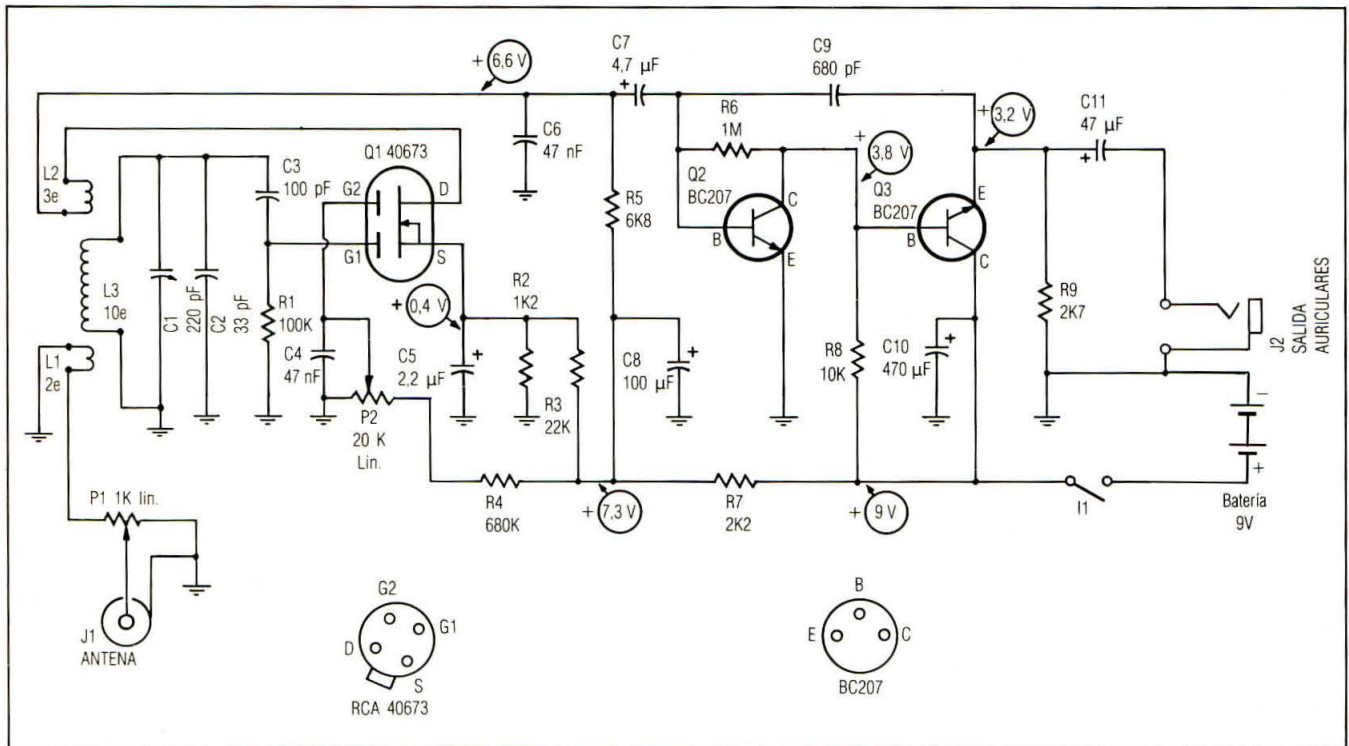 C7
4,7 µF
+
C9
680 pF
+ 6,6 V
C6
47 nF
R6
1M
+
3,2 V
C11
47 µF
+
+
3,8 V
L2
3e
C3
100 pF
Q1 40673
G2
D
G1
S
Q2
BC207
B
C
E
Q3
BC207
B
E
C
R5
6K8
L3
10e
C1
220 pF
C2
33 pF
R1
100K
+ 0,4 V
R2
1K2
R9
2K7
J2
SALIDA
AURICULARES
L1
2e
C4
47 nF
C5
2,2 µF
+
R3
22K
C8
100 µF
+
R8
10K
C10
470 µF
+
P2
20 K
Lin.
–
+
P1 1K lin.
R4
680K
+ 7,3 V
R7
2K2
+ 9 V
I1
Batería
9V
J1
ANTENA
G2
G1
D
S
RCA 40673
B
E
C
BC207